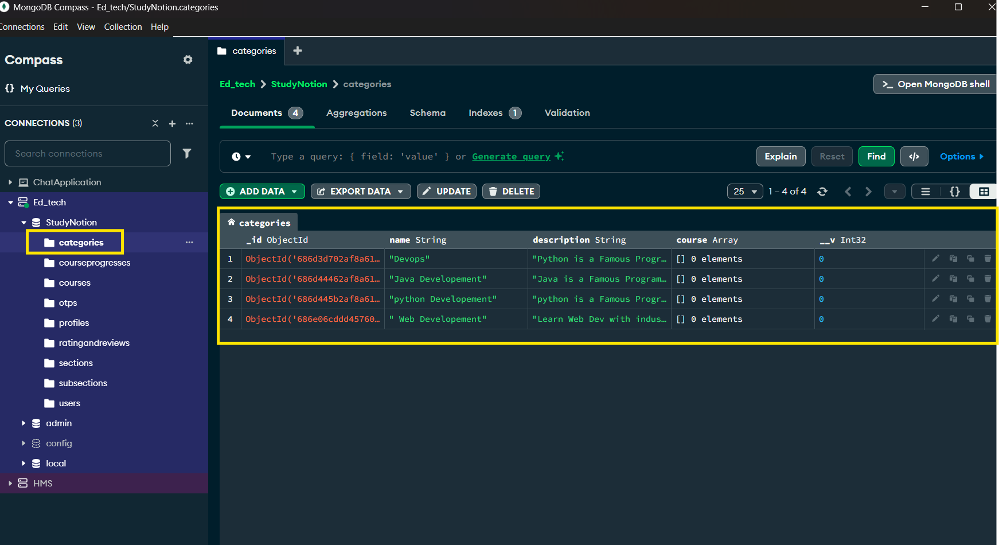 MongoDB Compass - Ed_tech/StudyNotion.categories
Connections Edit View Collection Help
Compass
{} My Queries
CONNECTIONS (3)
Search connections
ChatApplication
Ed_tech
StudyNotion
categories
courseprogresses
courses
otps
profiles
ratingandreviews
sections
subsections
users
admin
config
local
HMS
categories
Ed_tech > StudyNotion > categories
>_ Open MongoDB shell
Documents 4 Aggregations Schema Indexes 1 Validation
Type a query: { field: 'value' } or Generate query
Explain Reset Find </> Options
ADD DATA EXPORT DATA UPDATE DELETE
25 1 – 4 of 4 {}
categories
_id ObjectId name String description String course Array __v Int32
1 ObjectId('686d3d702af8a61… "Devops" "Python is a Famous Progr… [] 0 elements 0
2 ObjectId('686d44462af8a61… "Java Developement" "Java is a Famous Program… [] 0 elements 0
3 ObjectId('686d445b2af8a61… "python Developement" "python is a Famous Progr… [] 0 elements 0
4 ObjectId('686e06cddd45760… " Web Developement" "Learn Web Dev with indus… [] 0 elements 0